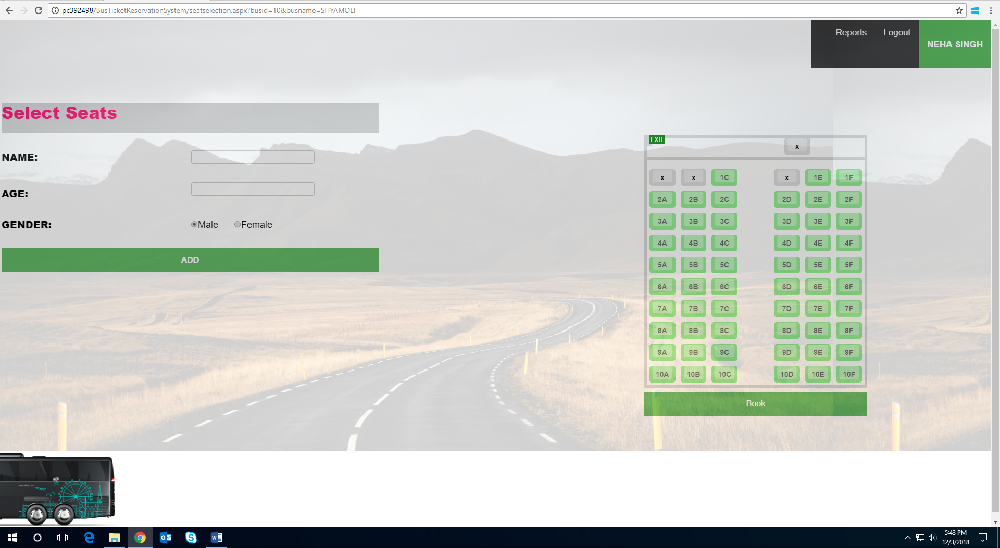 pc392498/BusTicketReservationSystem/seatselection.aspx?busid=10&busname=SHYAMOLI
Reports Logout NEHA SINGH
Select Seats
NAME:
AGE:
GENDER: Male Female
ADD
EXIT
x
x x 1C x 1E 1F
2A 2B 2C 2D 2E 2F
3A 3B 3C 3D 3E 3F
4A 4B 4C 4D 4E 4F
5A 5B 5C 5D 5E 5F
6A 6B 6C 6D 6E 6F
7A 7B 7C 7D 7E 7F
8A 8B 8C 8D 8E 8F
9A 9B 9C 9D 9E 9F
10A 10B 10C 10D 10E 10F
Book
5:43 PM
12/3/2018